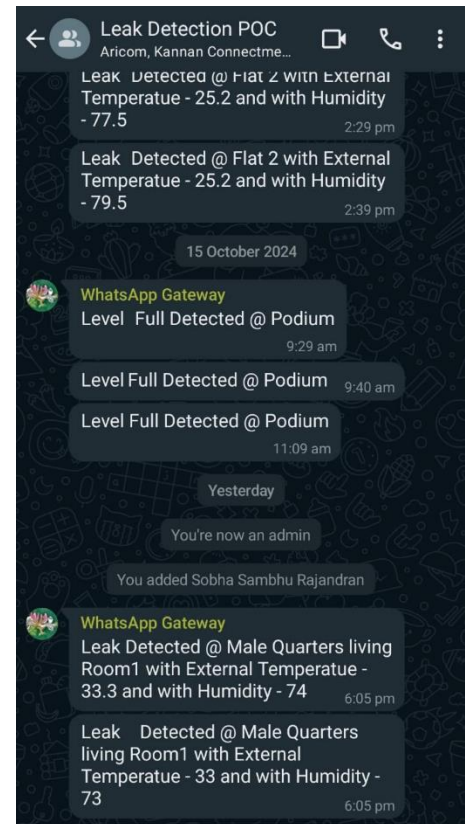 Leak Detection POC
Aricom, Kannan Connectme...
Leak Detected @ Flat 2 with External
Temperatue - 25.2 and with Humidity
- 77.5
2:29 pm
Leak Detected @ Flat 2 with External
Temperatue - 25.2 and with Humidity
- 79.5
2:39 pm
15 October 2024
WhatsApp Gateway
Level Full Detected @ Podium
9:29 am
Level Full Detected @ Podium 9:40 am
Level Full Detected @ Podium
11:09 am
Yesterday
You're now an admin
You added Sobha Sambhu Rajandran
WhatsApp Gateway
Leak Detected @ Male Quarters living
Room1 with External Temperatue -
33.3 and with Humidity - 74
6:05 pm
Leak Detected @ Male Quarters
living Room1 with External
Temperatue - 33 and with Humidity -
73
6:05 pm